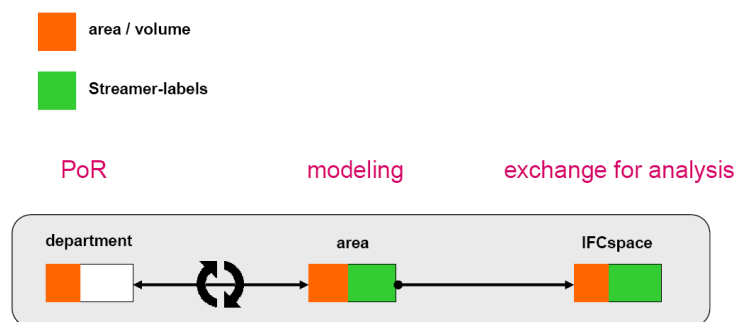 area / volume
Streamer-labels
PoR modeling exchange for analysis
department area IFCspace